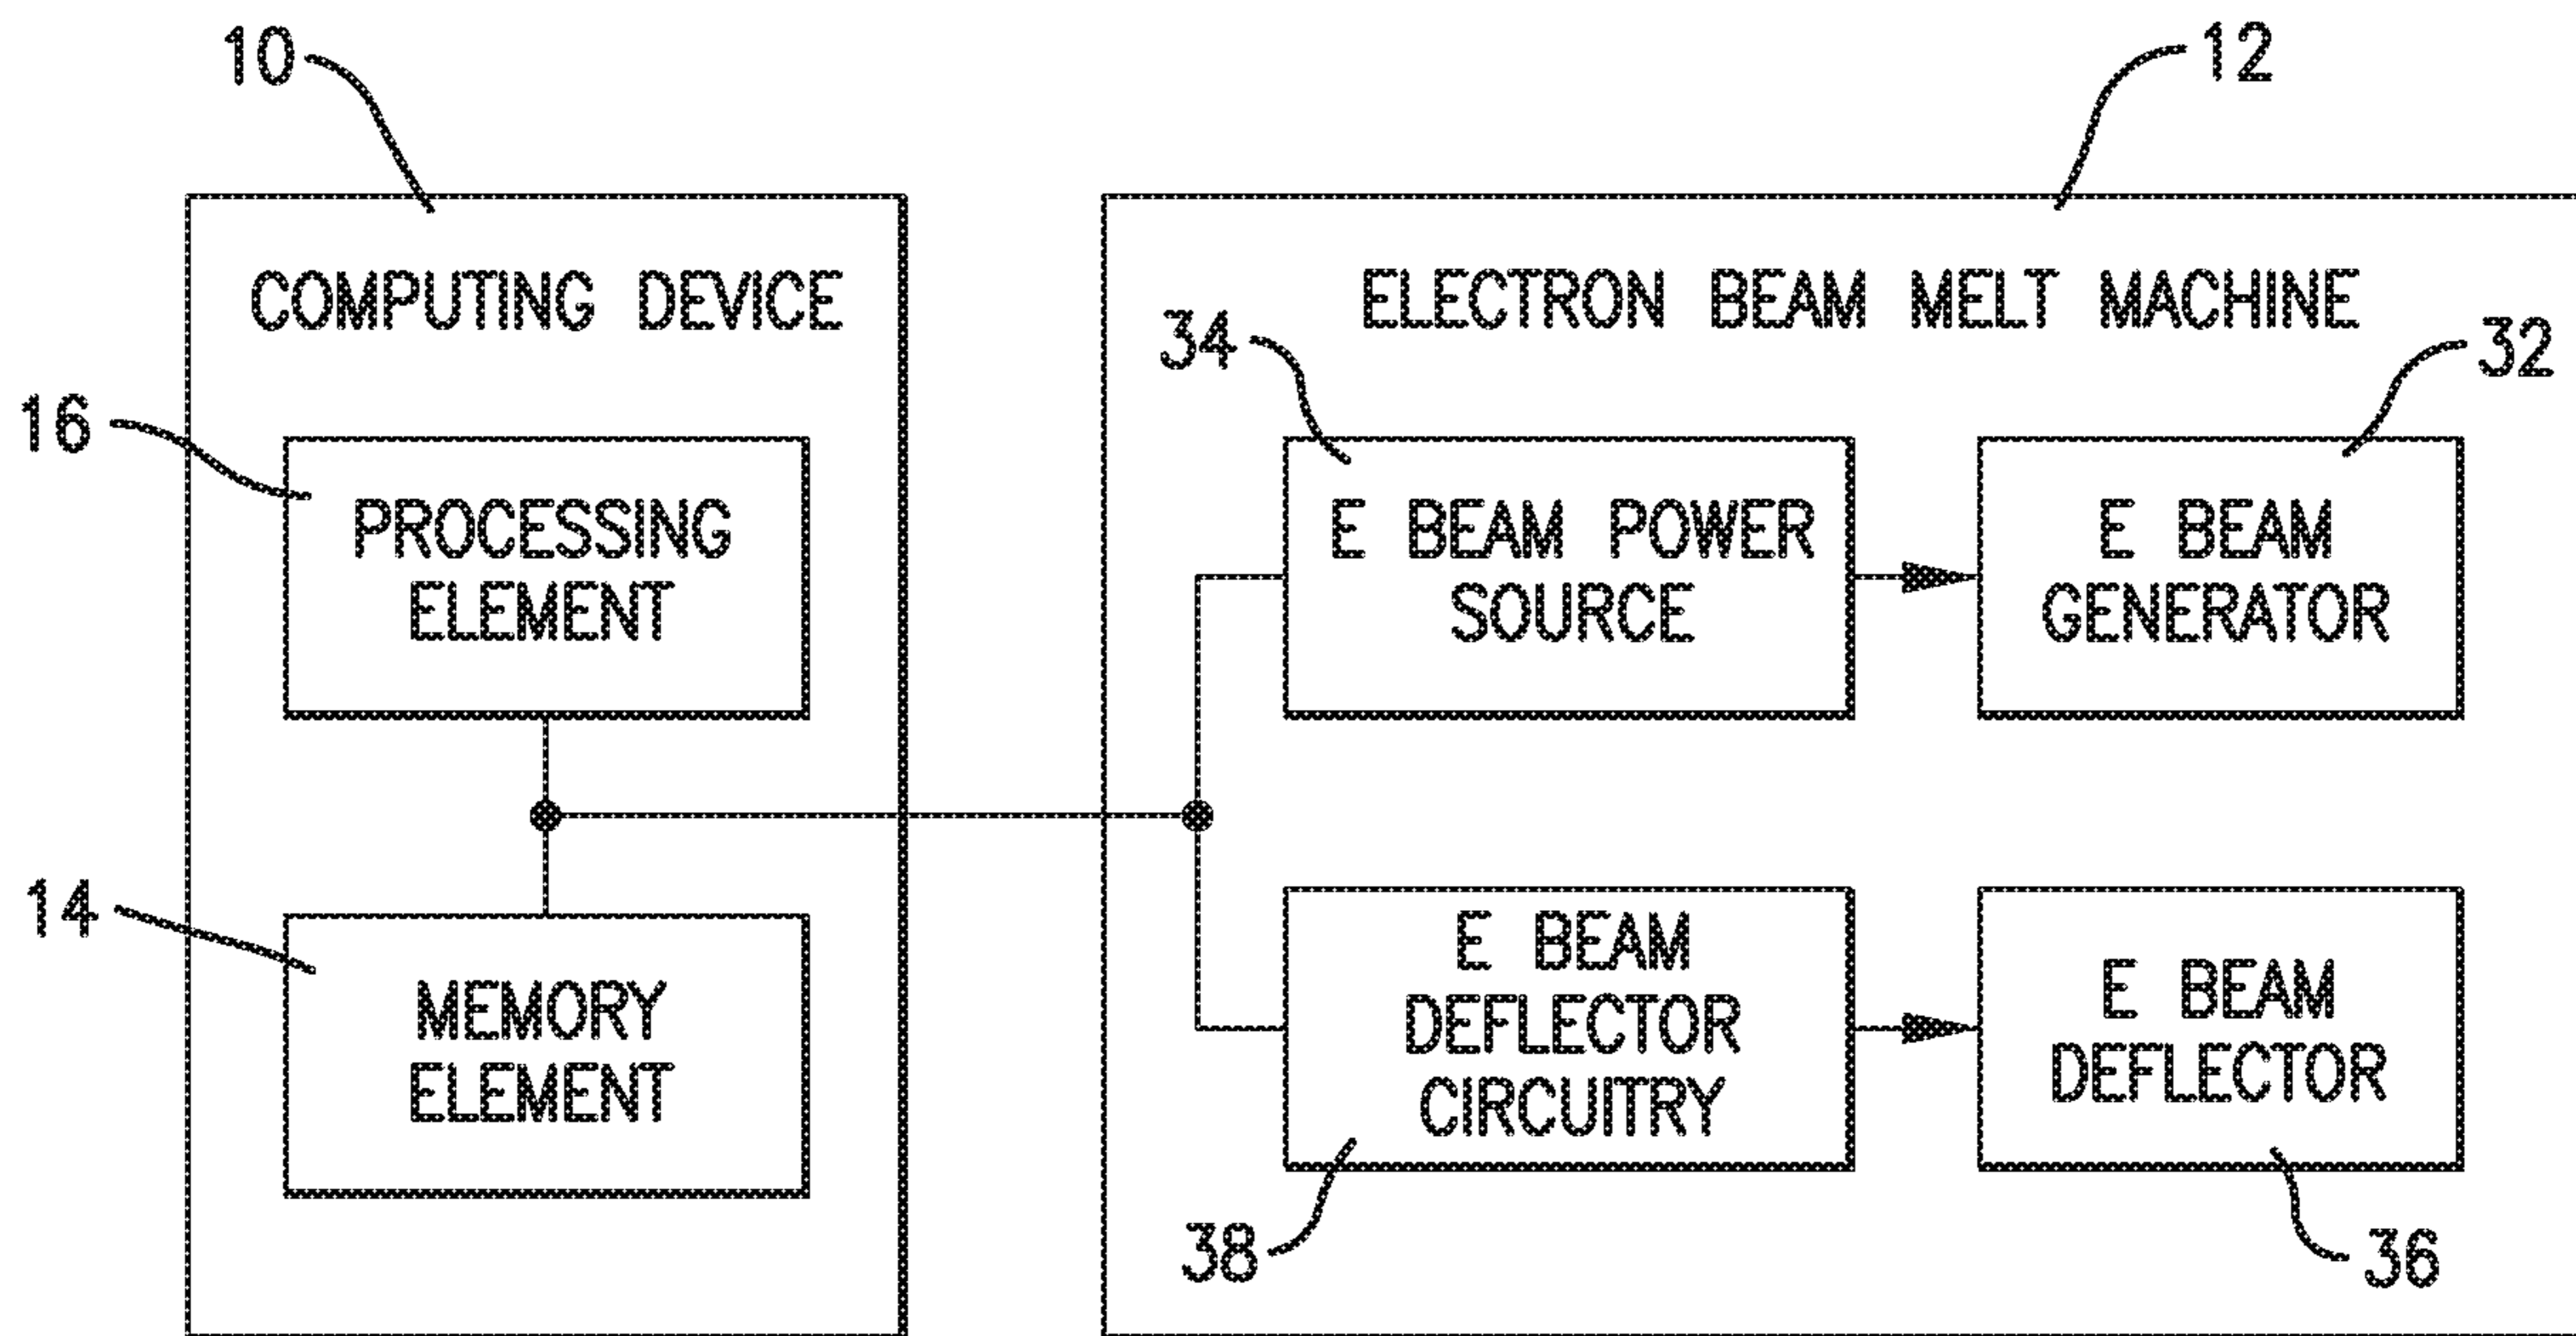 10
12
COMPUTING DEVICE
ELECTRON BEAM MELT MACHINE
34
32
16
PROCESSING
ELEMENT
E BEAM POWER
SOURCE
E BEAM
GENERATOR
14
MEMORY
ELEMENT
E BEAM
DEFLECTOR
CIRCUITRY
E BEAM
DEFLECTOR
38
36